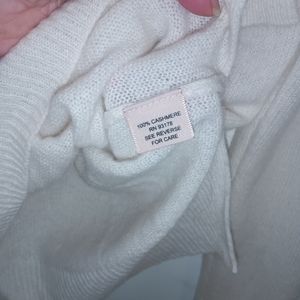 100% CASHMERE
RN 93178
SEE REVERSE
FOR CARE